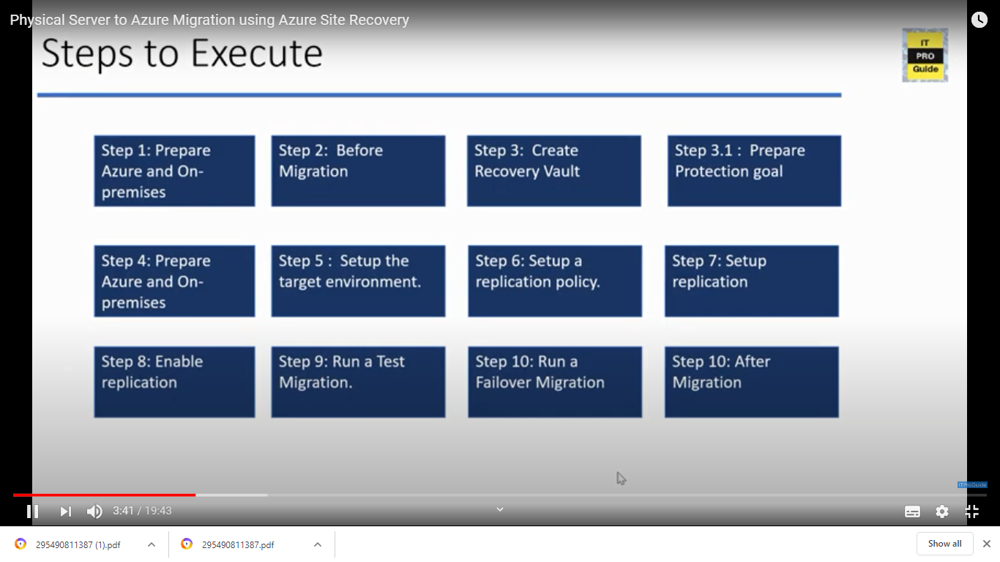 Physical Server to Azure Migration using Azure Site Recovery
Steps to Execute
IT
PRO
Guide
Step 1: Prepare
Azure and On-
premises
Step 2:  Before
Migration
Step 3:  Create
Recovery Vault
Step 3.1 :  Prepare
Protection goal
Step 4: Prepare
Azure and On-
premises
Step 5 :  Setup the
target environment.
Step 6: Setup a
replication policy.
Step 7: Setup
replication
Step 8: Enable
replication
Step 9: Run a Test
Migration.
Step 10: Run a
Failover Migration
Step 10: After
Migration
ITProGuide
3:41 / 19:43
295490811387 (1).pdf
295490811387.pdf
Show all